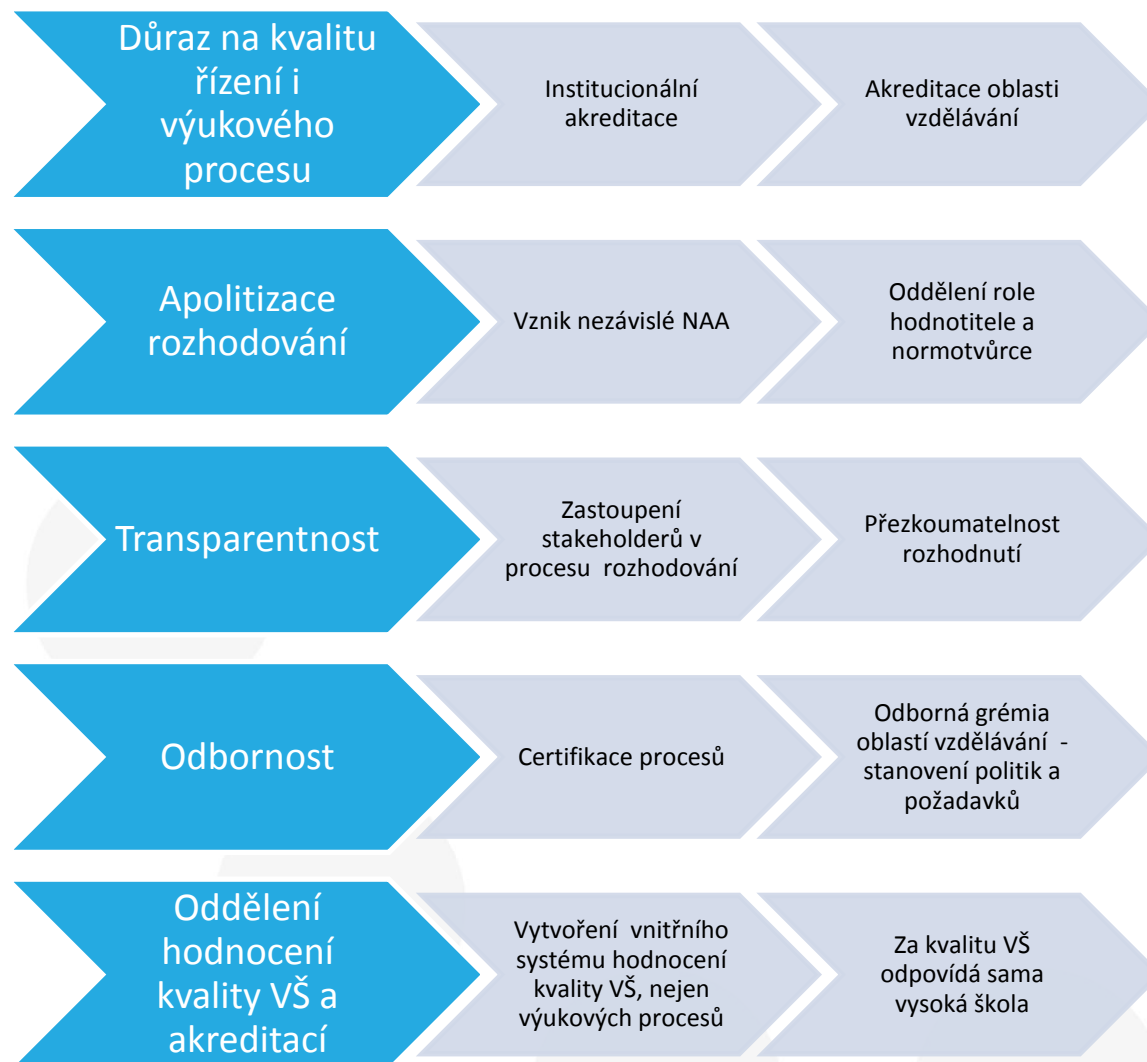 Důraz na kvalitu
řízení i
výukového
procesu
Institucionální
akreditace
Akreditace oblasti
vzdělávání
Apolitizace
rozhodování
Vznik nezávislé NAA
Oddělení role
hodnotitele a
normotvůrce
Transparentnost
Zastoupení
stakeholderů v
procesu rozhodování
Přezkoumatelnost
rozhodnutí
Odbornost
Certifikace procesů
Odborná grémia
oblastí vzdělávání -
stanovení politik a
požadavků
Oddělení
hodnocení
kvality VŠ a
akreditací
Vytvoření vnitřního
systému hodnocení
kvality VŠ, nejen
výukových procesů
Za kvalitu VŠ
odpovídá sama
vysoká škola